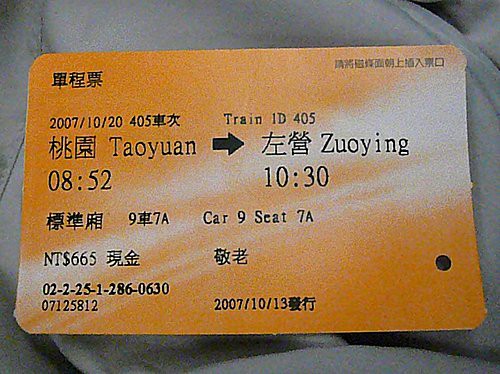 請將磁條面朝上插入票口
單程票
2007/10/20 405車次 Train ID 405
桃園 Taoyuan → 左營 Zuoying
08:52 10:30
標準廂 9車7A Car 9 Seat 7A
NT$665 現金 敬老
02-2-25-1-286-0630
07125812 2007/10/13發行